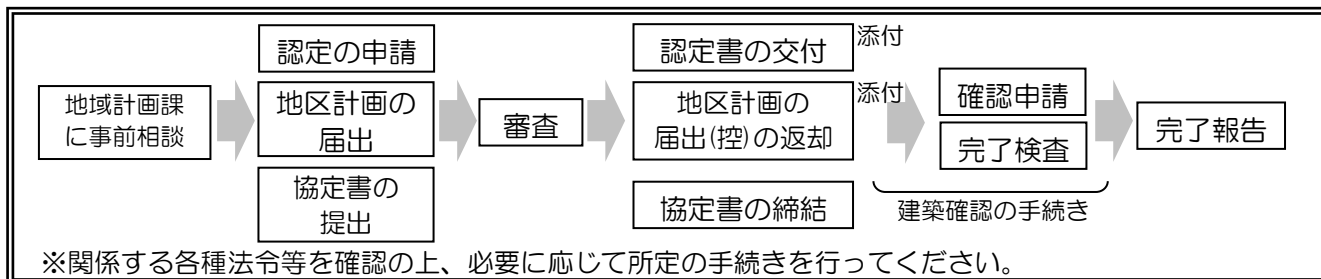 地域計画課
に事前相談
認定の申請
地区計画の
届出
協定書の
提出
審査
認定書の交付
添付
地区計画の
届出(控)の返却
添付
協定書の締結
確認申請
完了検査
建築確認の手続き
完了報告
※関係する各種法令等を確認の上、必要に応じて所定の手続きを行ってください。